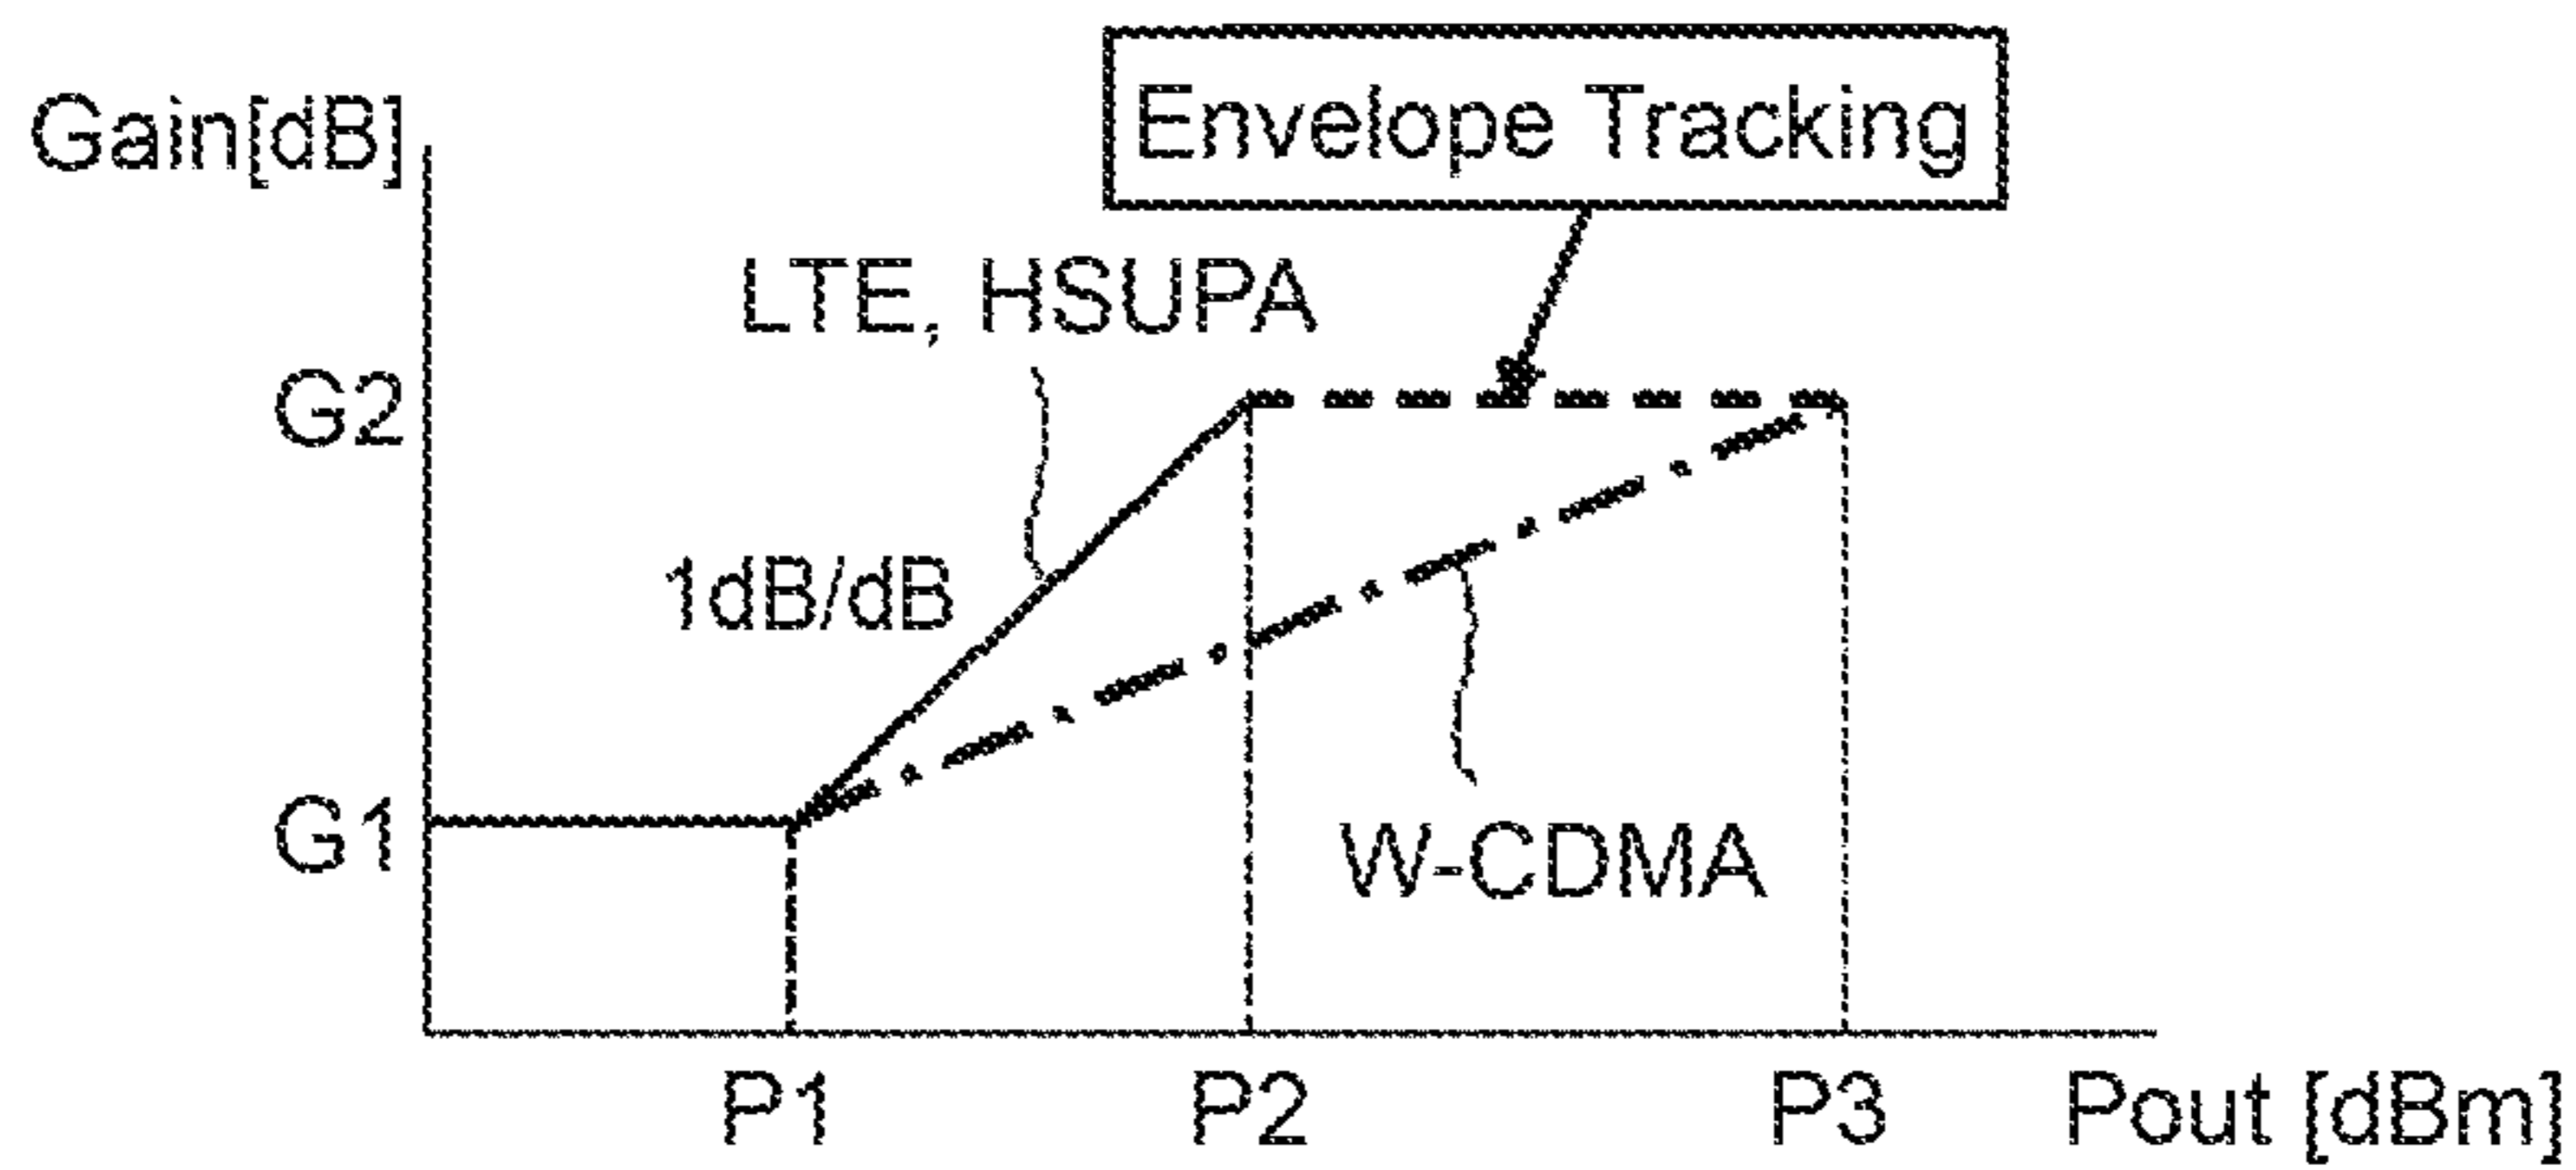 Envelope Tracking
Gain[dB]
LTE, HSUPA
G2
1dB/dB
G1
W-CDMA
P1 P2 P3 Pout [dBm]